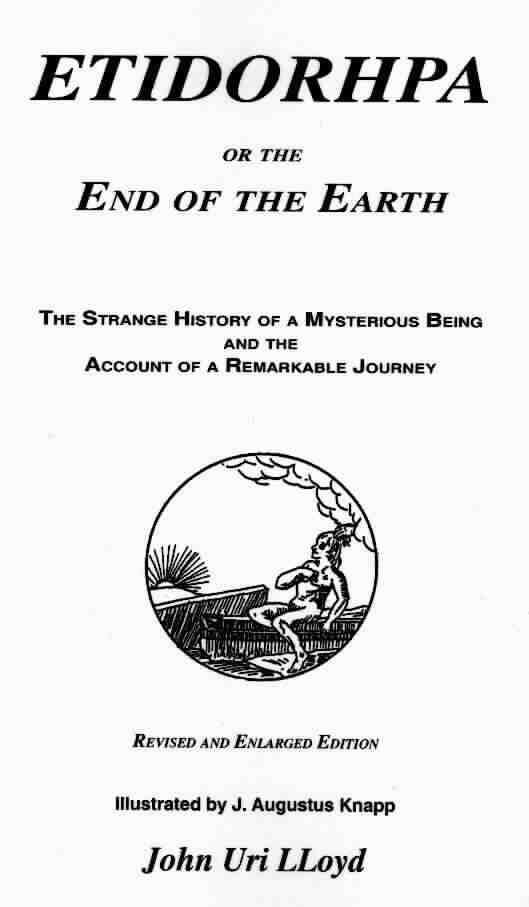 ETIDORHPA
OR THE
END OF THE EARTH
THE STRANGE HISTORY OF A MYSTERIOUS BEING
AND THE
ACCOUNT OF A REMARKABLE JOURNEY
REVISED AND ENLARGED EDITION
Illustrated by J. Augustus Knapp
John Uri LLoyd